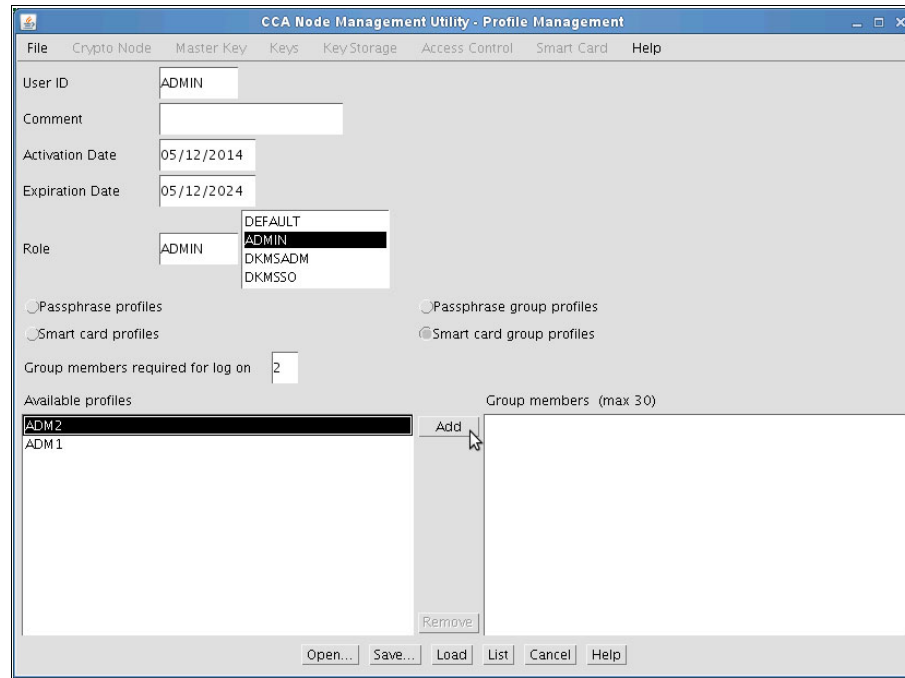 CCA Node Management Utility - Profile Management
File Crypto Node Master Key Keys Key Storage Access Control Smart Card Help
User ID ADMIN
Comment
Activation Date 05/12/2014
Expiration Date 05/12/2024
DEFAULT
Role ADMIN ADMIN
DKMSADM
DKMSSO
Passphrase profiles Passphrase group profiles
Smart card profiles Smart card group profiles
Group members required for log on 2
Available profiles Group members (max 30)
ADM2 Add
ADM1
Remove
Open... Save... Load List Cancel Help